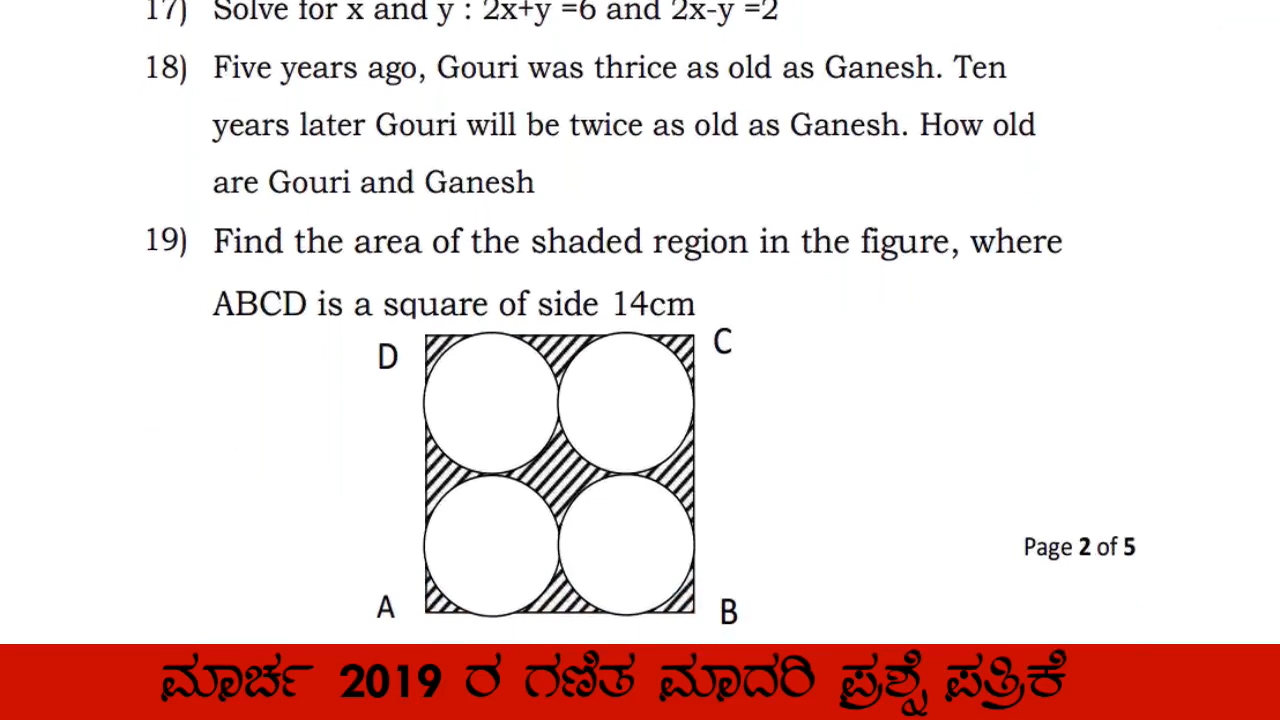 17) Solve for x and y : 2x+y =6 and 2x-y =2
18) Five years ago, Gouri was thrice as old as Ganesh. Ten
years later Gouri will be twice as old as Ganesh. How old
are Gouri and Ganesh
19) Find the area of the shaded region in the figure, where
ABCD is a square of side 14cm
D
C
Page 2 of 5
A
B
ಮಾರ್ಚ 2019 ರ ಗಣಿತ ಮಾದರಿ ಪ್ರಶ್ನೆ ಪತ್ರಿಕೆ